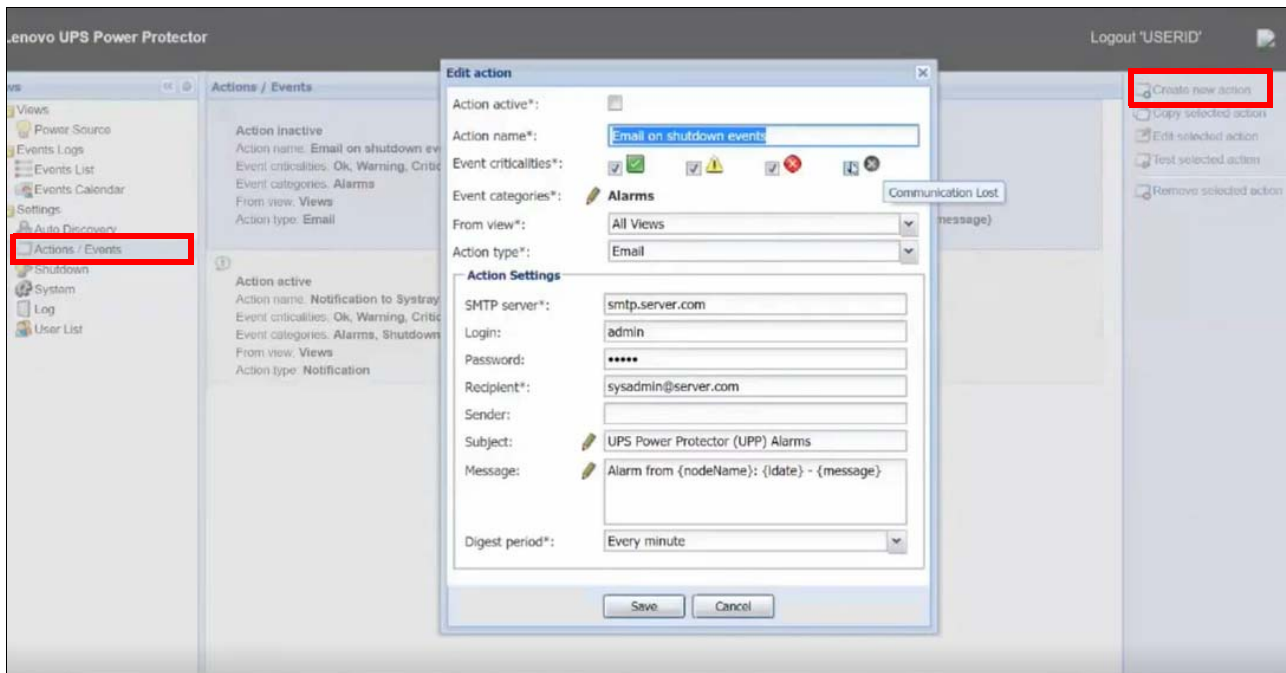 Lenovo UPS Power Protector
Logout 'USERID'
ws
Views
Power Source
Events Logs
Events List
Events Calendar
Settings
Auto Discovery
Actions / Events
Shutdown
System
Log
User List
Actions / Events
Action inactive
Action name: Email on shutdown ev
Event criticalities: Ok, Warning, Critic
Event categories: Alarms
From view: Views
Action type: Email
message)
Action active
Action name: Notification to Systray
Event criticalities: Ok, Warning, Critic
Event categories: Alarms, Shutdown
From view: Views
Action type: Notification
Edit action
Action active*:
Action name*: Email on shutdown events
Event criticalities*:
Communication Lost
Event categories*: Alarms
From view*: All Views
Action type*: Email
Action Settings
SMTP server*: smtp.server.com
Login: admin
Password: •••••
Recipient*: sysadmin@server.com
Sender:
Subject: UPS Power Protector (UPP) Alarms
Message: Alarm from {nodeName}: {ldate} - {message}
Digest period*: Every minute
Save Cancel
Create new action
Copy selected action
Edit selected action
Test selected action
Remove selected action